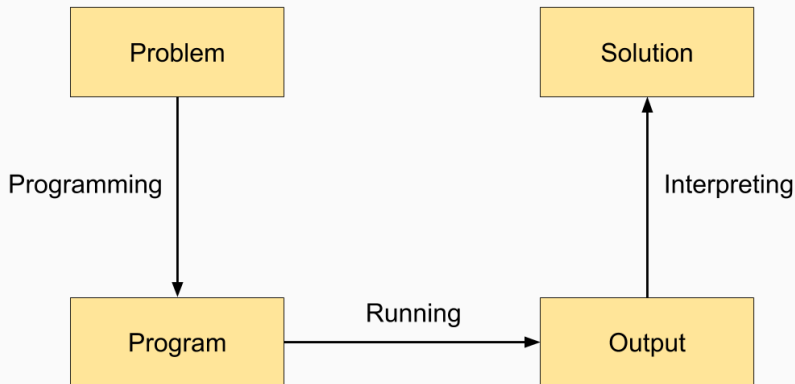 Problem
Solution
Programming
Interpreting
Running
Program
Output